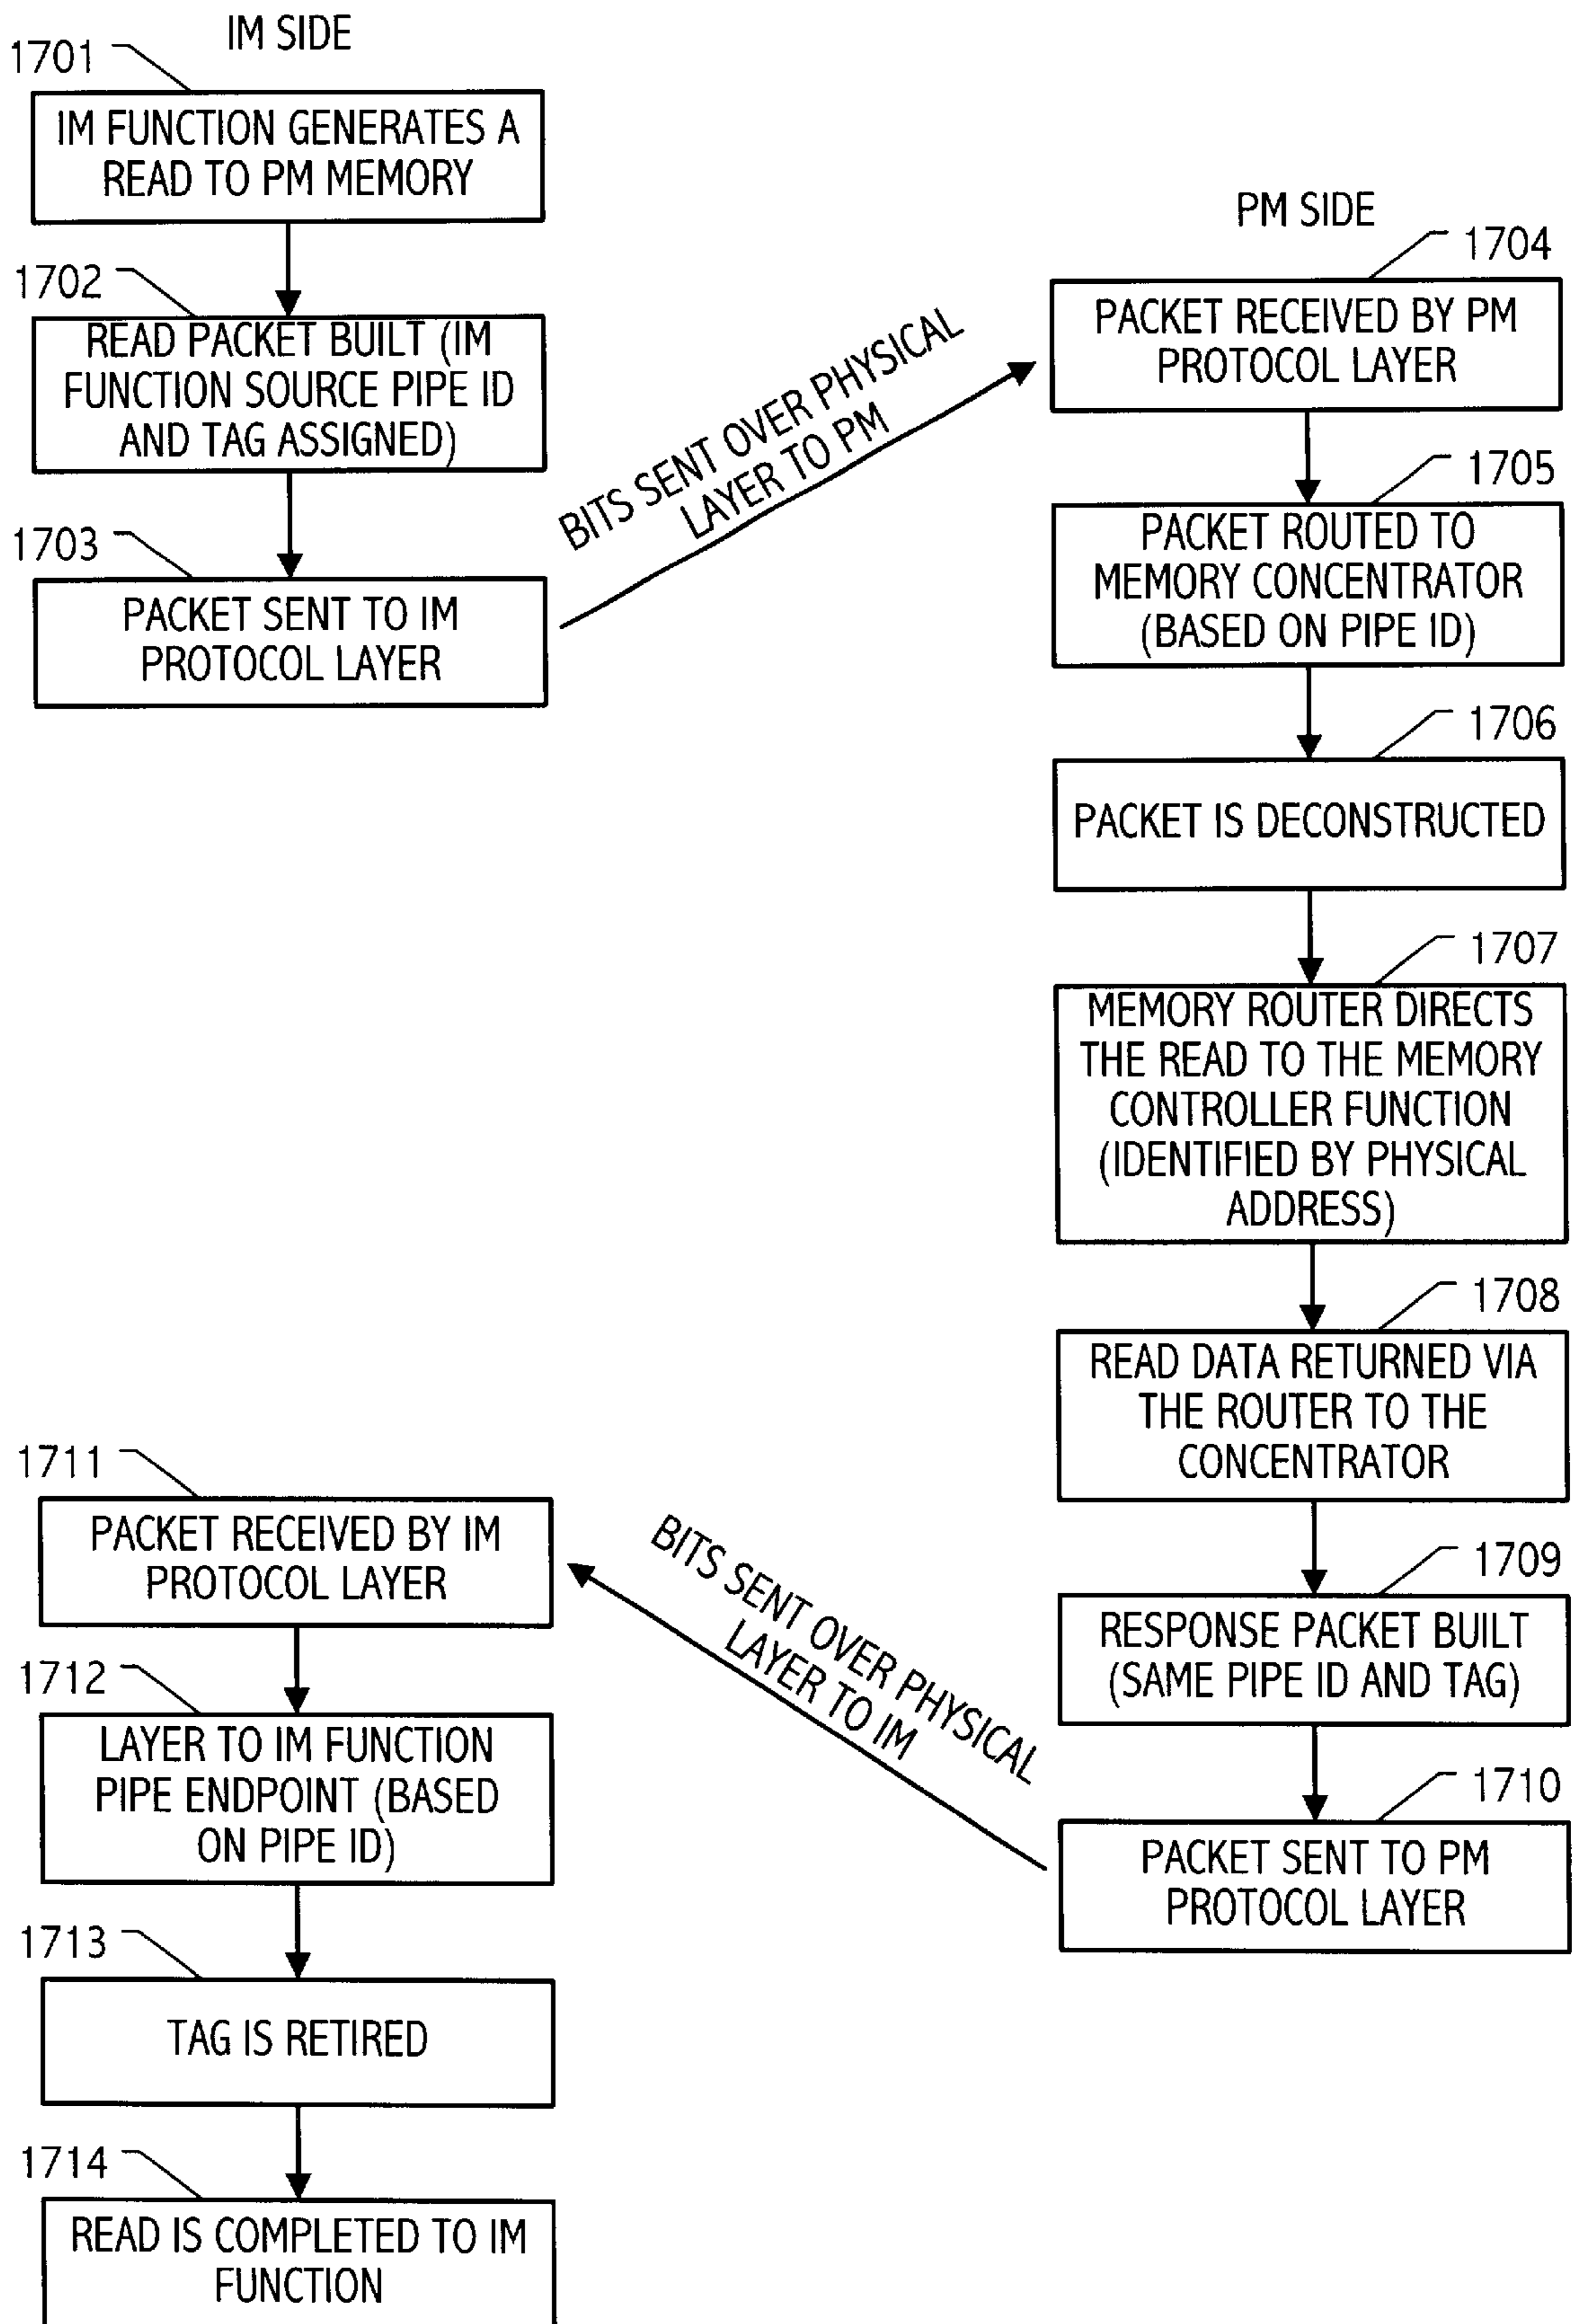 IM SIDE
1701
IM FUNCTION GENERATES A
READ TO PM MEMORY
1702
READ PACKET BUILT (IM
FUNCTION SOURCE PIPE ID
AND TAG ASSIGNED)
1703
PACKET SENT TO IM
PROTOCOL LAYER
BITS SENT OVER PHYSICAL
LAYER TO PM
PM SIDE
1704
PACKET RECEIVED BY PM
PROTOCOL LAYER
1705
PACKET ROUTED TO
MEMORY CONCENTRATOR
(BASED ON PIPE ID)
1706
PACKET IS DECONSTRUCTED
1707
MEMORY ROUTER DIRECTS
THE READ TO THE MEMORY
CONTROLLER FUNCTION
(IDENTIFIED BY PHYSICAL
ADDRESS)
1708
READ DATA RETURNED VIA
THE ROUTER TO THE
CONCENTRATOR
1709
RESPONSE PACKET BUILT
(SAME PIPE ID AND TAG)
1710
PACKET SENT TO PM
PROTOCOL LAYER
BITS SENT OVER PHYSICAL
LAYER TO IM
1711
PACKET RECEIVED BY IM
PROTOCOL LAYER
1712
LAYER TO IM FUNCTION
PIPE ENDPOINT (BASED
ON PIPE ID)
1713
TAG IS RETIRED
1714
READ IS COMPLETED TO IM
FUNCTION